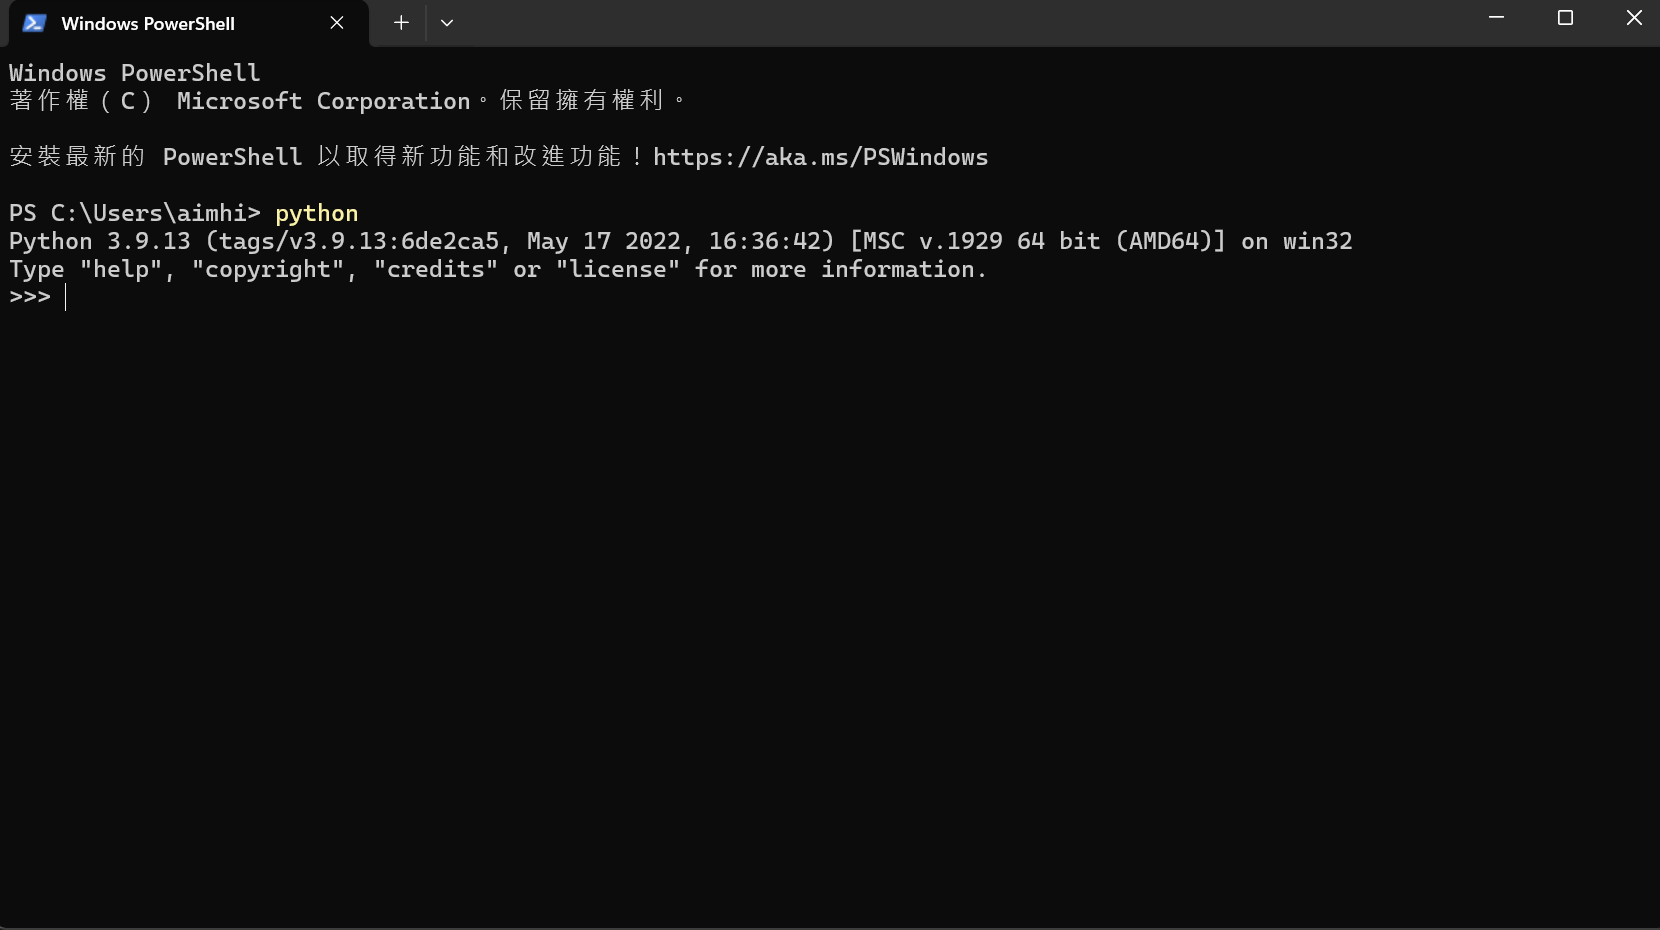 Windows PowerShell
Windows PowerShell
著作權（C） Microsoft Corporation。保留擁有權利。
安裝最新的 PowerShell 以取得新功能和改進功能！https://aka.ms/PSWindows
PS C:\Users\aimhi> python
Python 3.9.13 (tags/v3.9.13:6de2ca5, May 17 2022, 16:36:42) [MSC v.1929 64 bit (AMD64)] on win32
Type "help", "copyright", "credits" or "license" for more information.
>>>